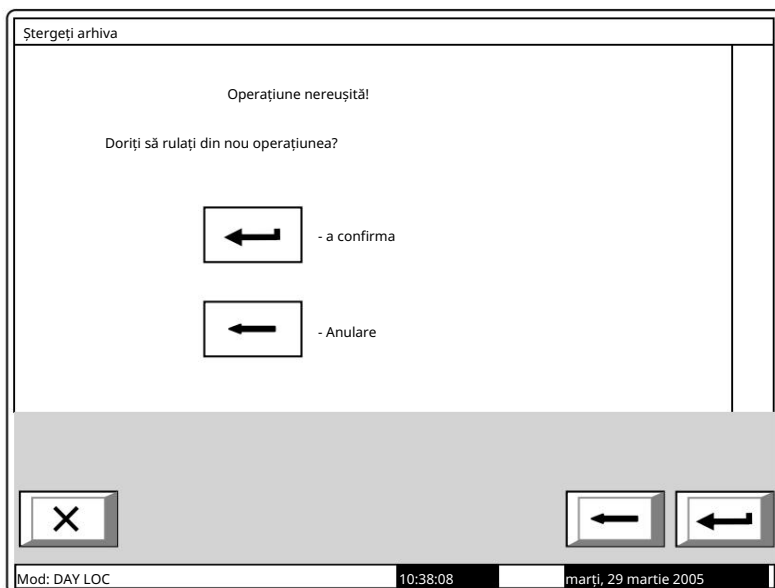 Ștergeți arhiva
Operațiune nereușită!
Doriți să rulați din nou operațiunea?
- a confirma
- Anulare
Mod: DAY LOC 10:38:08 marți, 29 martie 2005